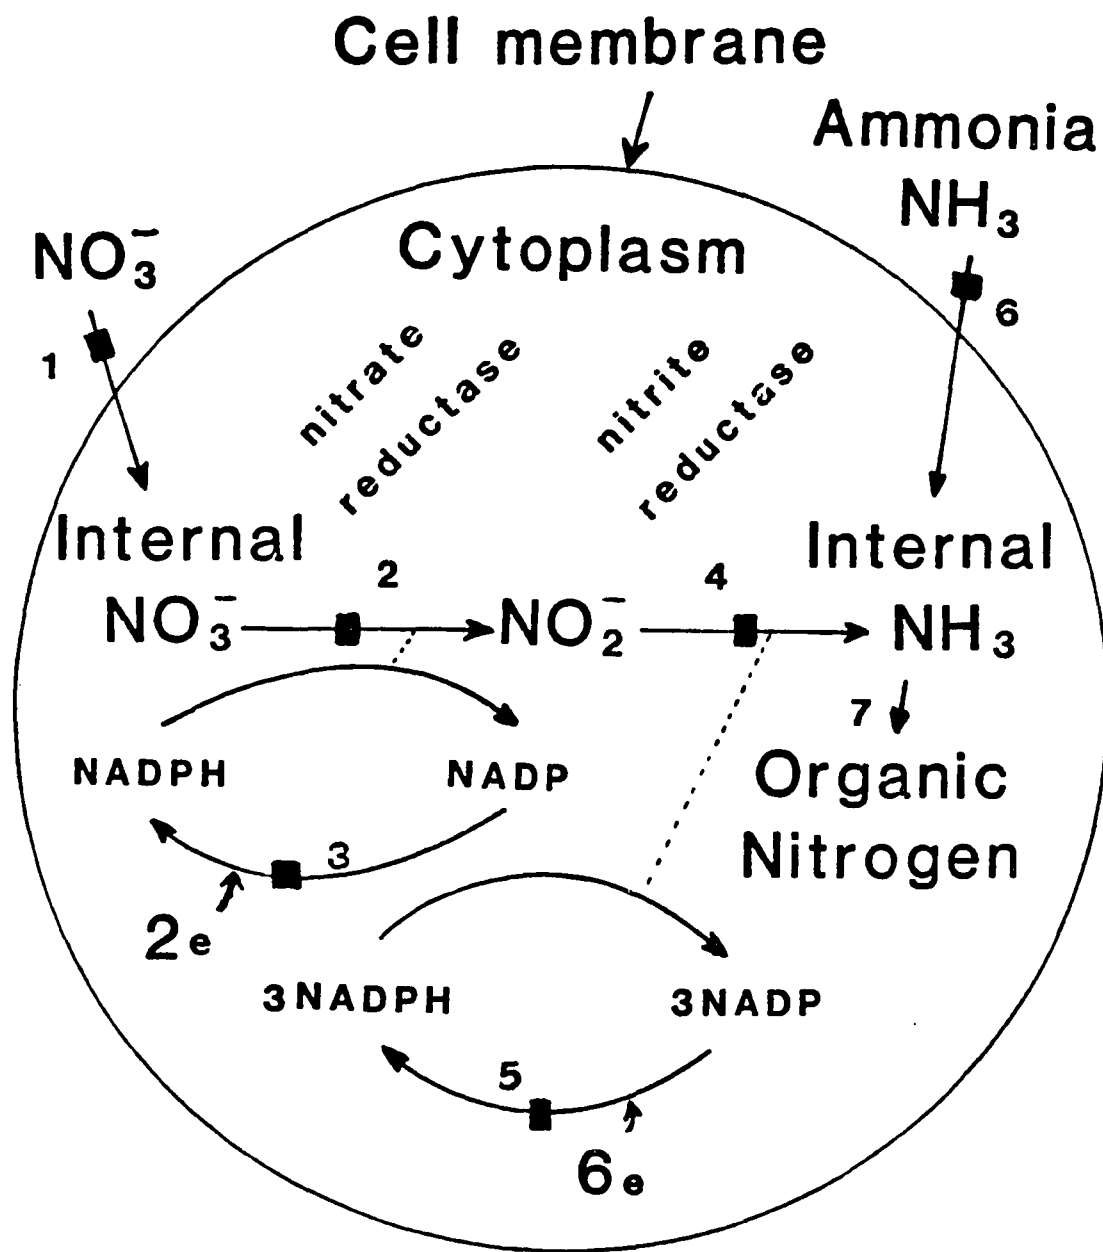 Cell membrane
Ammonia
NH₃
NO₃⁻
Cytoplasm
1
6
nitrate
reductase
nitrite
reductase
Internal
NO₃⁻
2
NO₂⁻
4
Internal
NH₃
7
NADPH
NADP
Organic
Nitrogen
3
2e
3NADPH
3NADP
5
6e